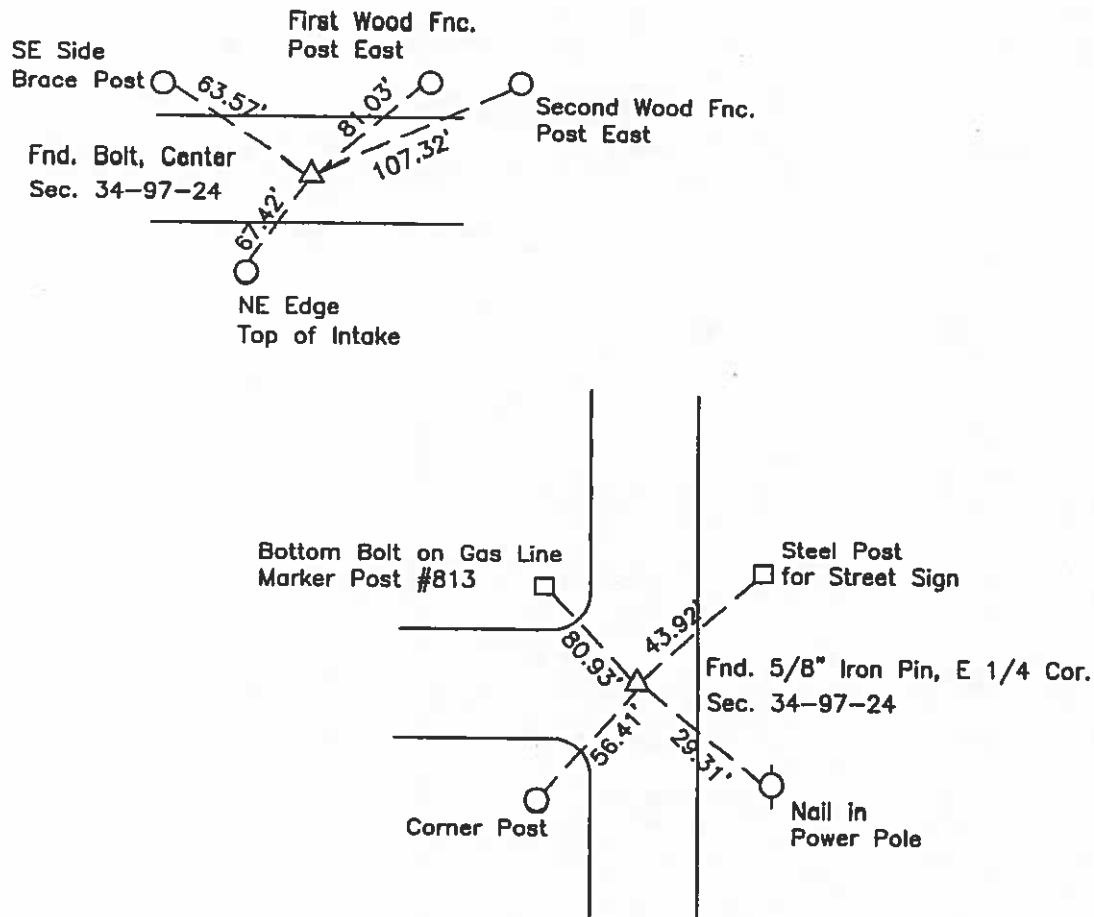 First Wood Fnc.
Post East
SE Side
Brace Post
63.57'
81.03'
107.32'
Second Wood Fnc.
Post East
Fnd. Bolt, Center
Sec. 34-97-24
67.42'
NE Edge
Top of Intake
Bottom Bolt on Gas Line
Marker Post #813
Steel Post
for Street Sign
80.93'
43.92'
Fnd. 5/8" Iron Pin, E 1/4 Cor.
Sec. 34-97-24
56.41'
29.31'
Corner Post
Nail in
Power Pole